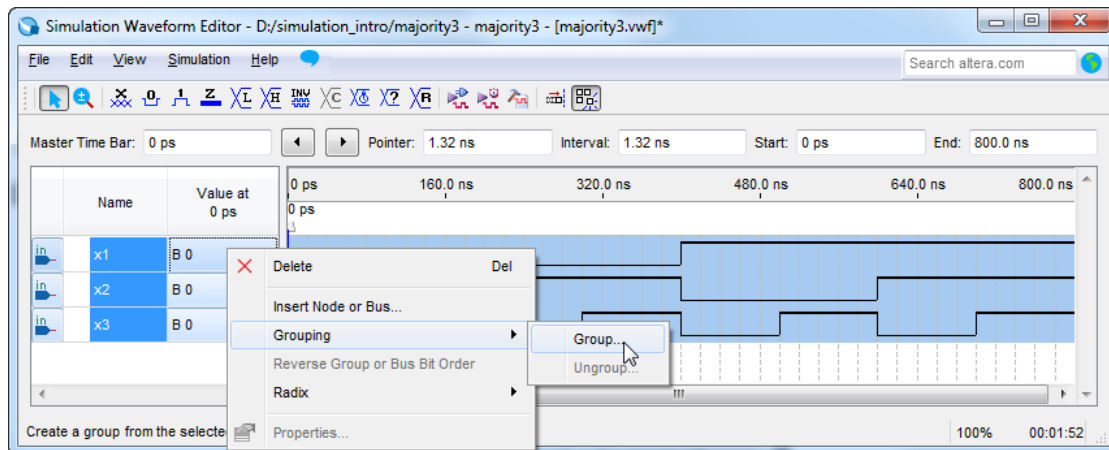 Simulation Waveform Editor - D:/simulation_intro/majority3 - majority3 - [majority3.vwf]*
File Edit View Simulation Help Search altera.com
Master Time Bar: 0 ps Pointer: 1.32 ns Interval: 1.32 ns Start: 0 ps End: 800.0 ns
Name Value at 0 ps
0 ps 160.0 ns 320.0 ns 480.0 ns 640.0 ns 800.0 ns
0 ps
in x1 B 0
in x2 B 0
in x3 B 0
Delete Del
Insert Node or Bus...
Grouping
Group...
Reverse Group or Bus Bit Order
Ungroup...
Radix
Properties...
Create a group from the selecte
100% 00:01:52